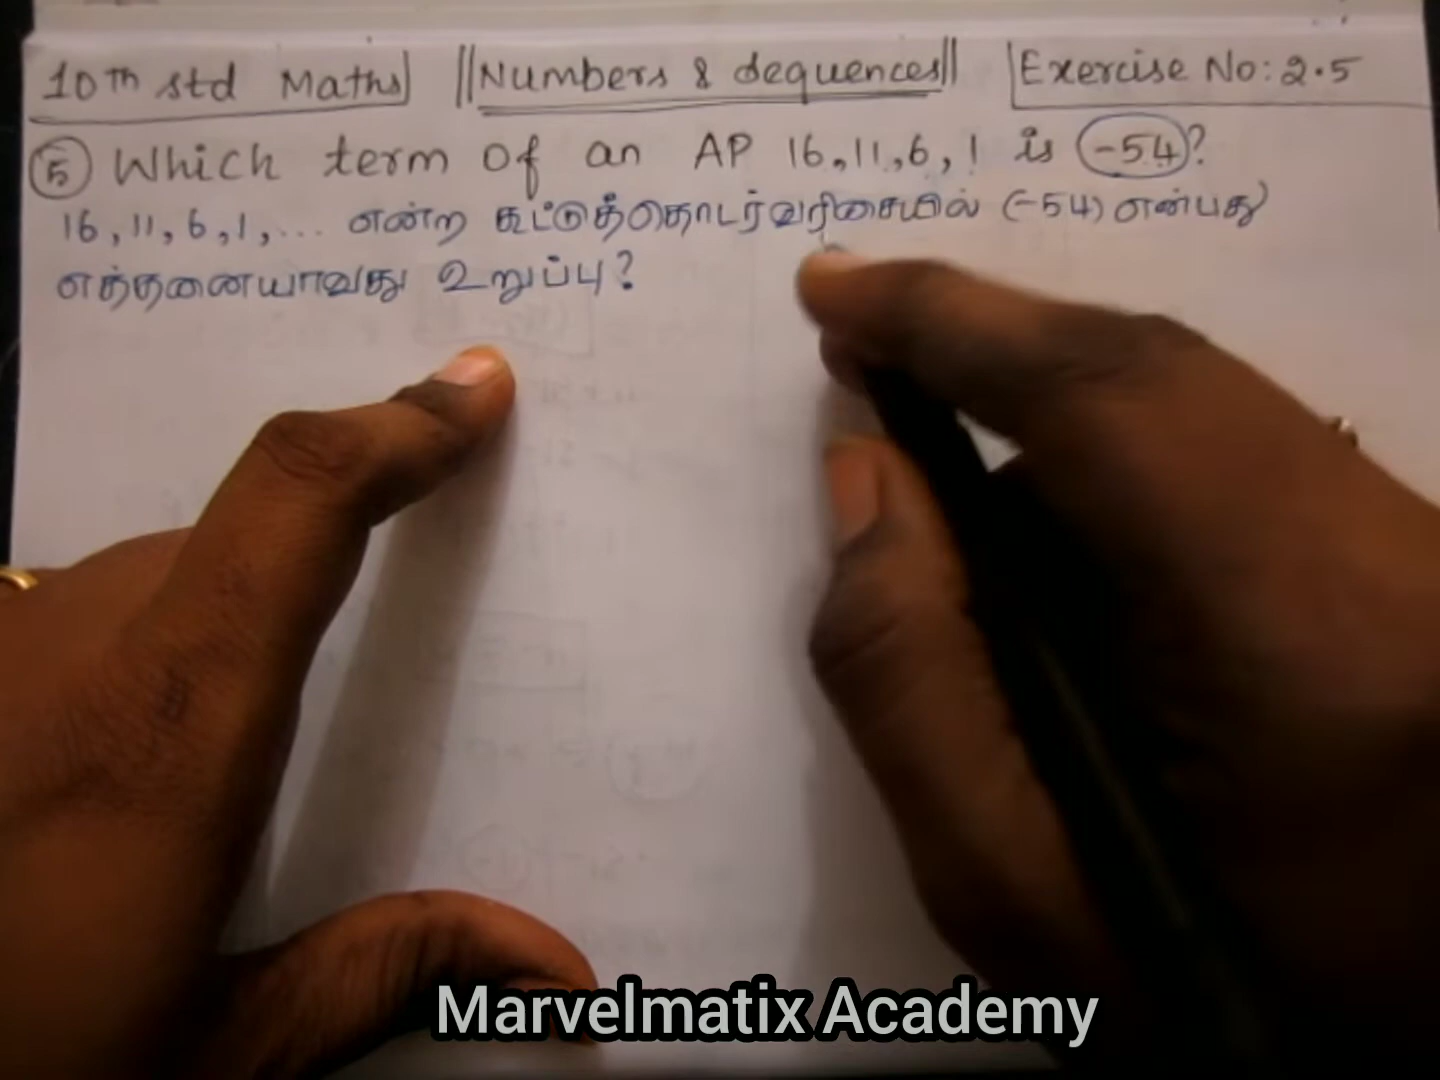 10th std Maths Numbers & sequences Exercise No: 2.5
5 Which term of an AP 16, 11, 6, 1 is -54?
16, 11, 6, 1, ... என்ற கூட்டுத்தொடர்வரிசையில் (-54) என்பது
எத்தனையாவது உறுப்பு?
Marvelmatix Academy